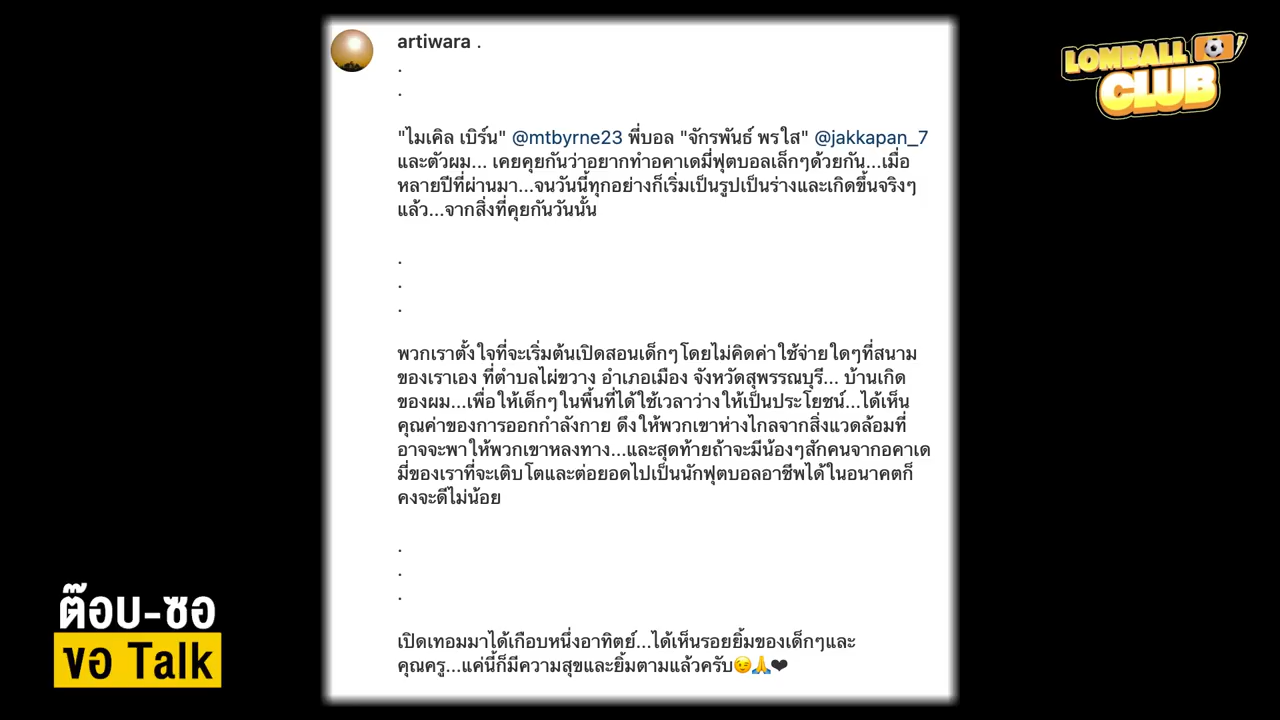 artiwara .
.
.
"ไมเคิล เบิร์น" @mtbyrne23 พี่บอล "จักรพันธ์ พรใส" @jakkapan_7
และตัวผม... เคยคุยกันว่าอยากทำอคาเดมี่ฟุตบอลเล็กๆด้วยกัน...เมื่อ
หลายปีที่ผ่านมา...จนวันนี้ทุกอย่างก็เริ่มเป็นรูปเป็นร่างและเกิดขึ้นจริงๆ
แล้ว...จากสิ่งที่คุยกันวันนั้น
.
.
.
พวกเราตั้งใจที่จะเริ่มต้นเปิดสอนเด็กๆโดยไม่คิดค่าใช้จ่ายใดๆที่สนาม
ของเราเอง ที่ตำบลไผ่ขวาง อำเภอเมือง จังหวัดสุพรรณบุรี... บ้านเกิด
ของผม...เพื่อให้เด็กๆในพื้นที่ได้ใช้เวลาว่างให้เป็นประโยชน์...ได้เห็น
คุณค่าของการออกกำลังกาย ดึงให้พวกเขาห่างไกลจากสิ่งแวดล้อมที่
อาจจะพาให้พวกเขาหลงทาง...และสุดท้ายถ้าจะมีน้องๆสักคนจากอคาเด
มี่ของเราที่จะเติบโตและต่อยอดไปเป็นนักฟุตบอลอาชีพได้ในอนาคตก็
คงจะดีไม่น้อย
.
.
.
เปิดเทอมมาได้เกือบหนึ่งอาทิตย์...ได้เห็นรอยยิ้มของเด็กๆและ
คุณครู...แค่นี้ก็มีความสุขและยิ้มตามแล้วครับ😉🙏❤
LOMBALL
CLUB
ต๊อบ-ซอ
ขอ Talk